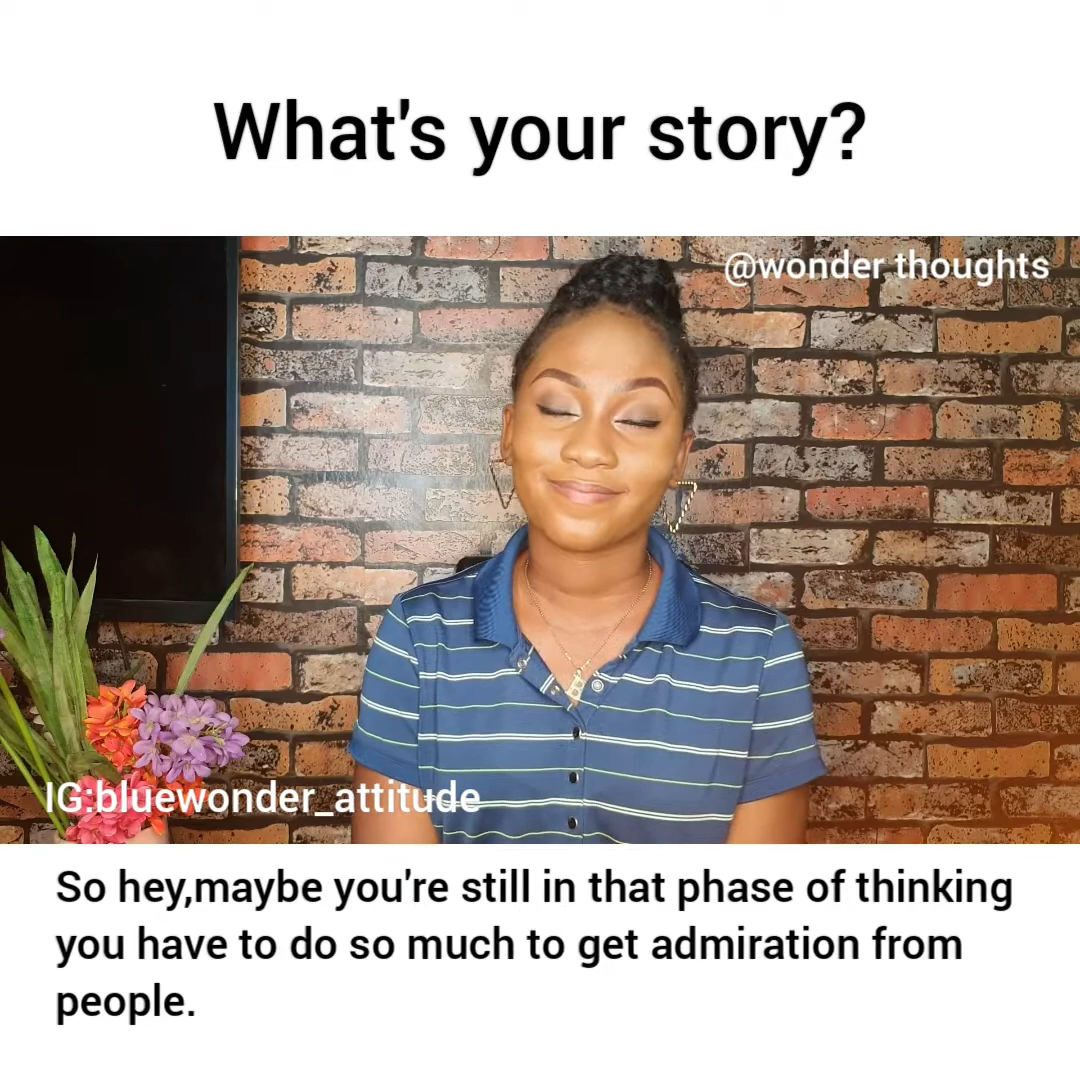 What's your story?
@wonder thoughts
IG:bluewonder_attitude
So hey,maybe you're still in that phase of thinking
you have to do so much to get admiration from
people.